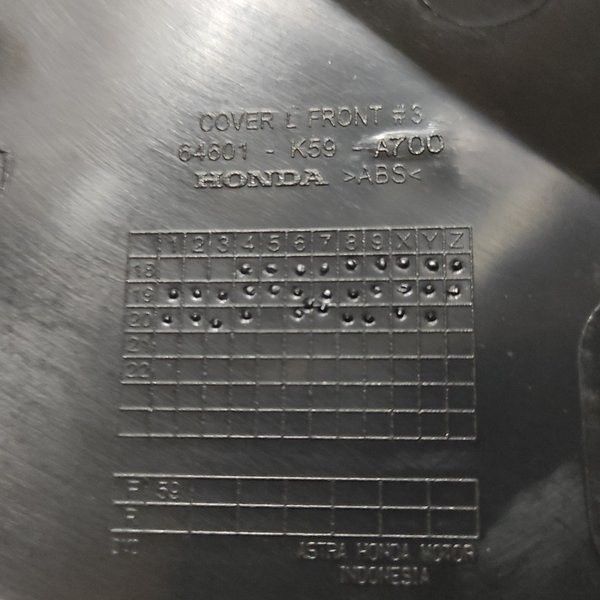 COVER L FRONT #3
64601 - K59 - A700
HONDA >ABS<
1 2 3 4 5 6 7 8 9 X Y Z
18
19
20
21
22
F 59
P
ASTRA HONDA MOTOR
INDONESIA